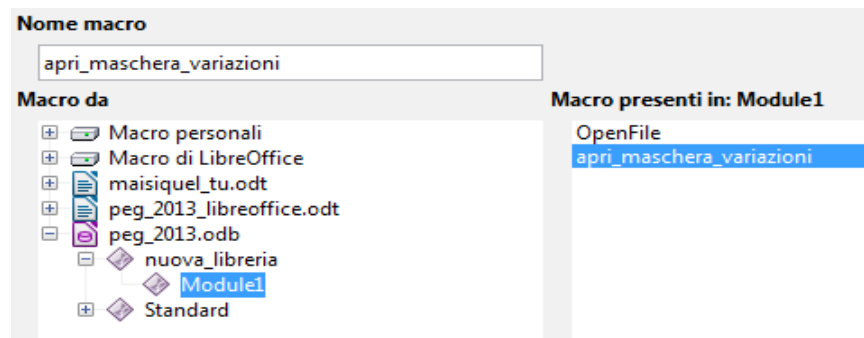 Nome macro
apri_maschera_variazioni
Macro da
Macro presenti in: Module1
Macro personali
Macro di LibreOffice
maisiquel_tu.odt
peg_2013_libreoffice.odt
peg_2013.odb
nuova_libreria
Module1
Standard
OpenFile
apri_maschera_variazioni